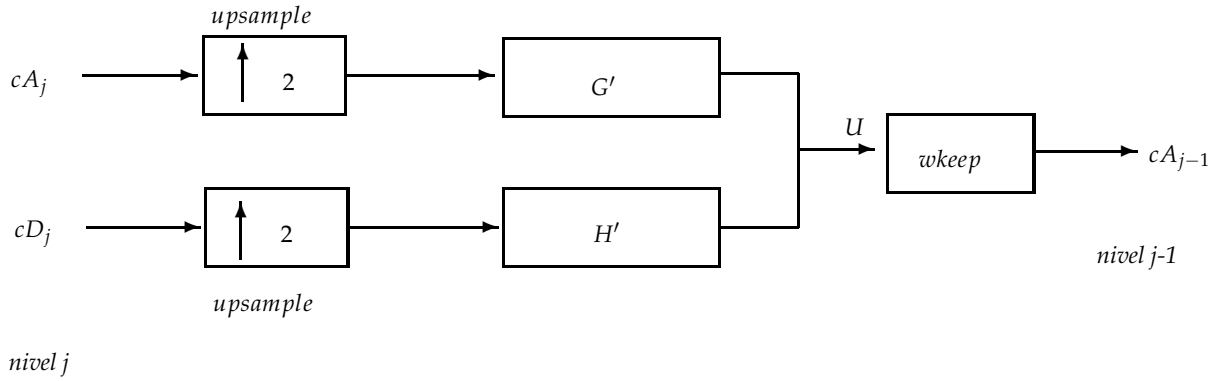 upsample
cA_j
2
G′
U
wkeep
cA_{j−1}
cD_j
2
H′
nivel j-1
upsample
nivel j